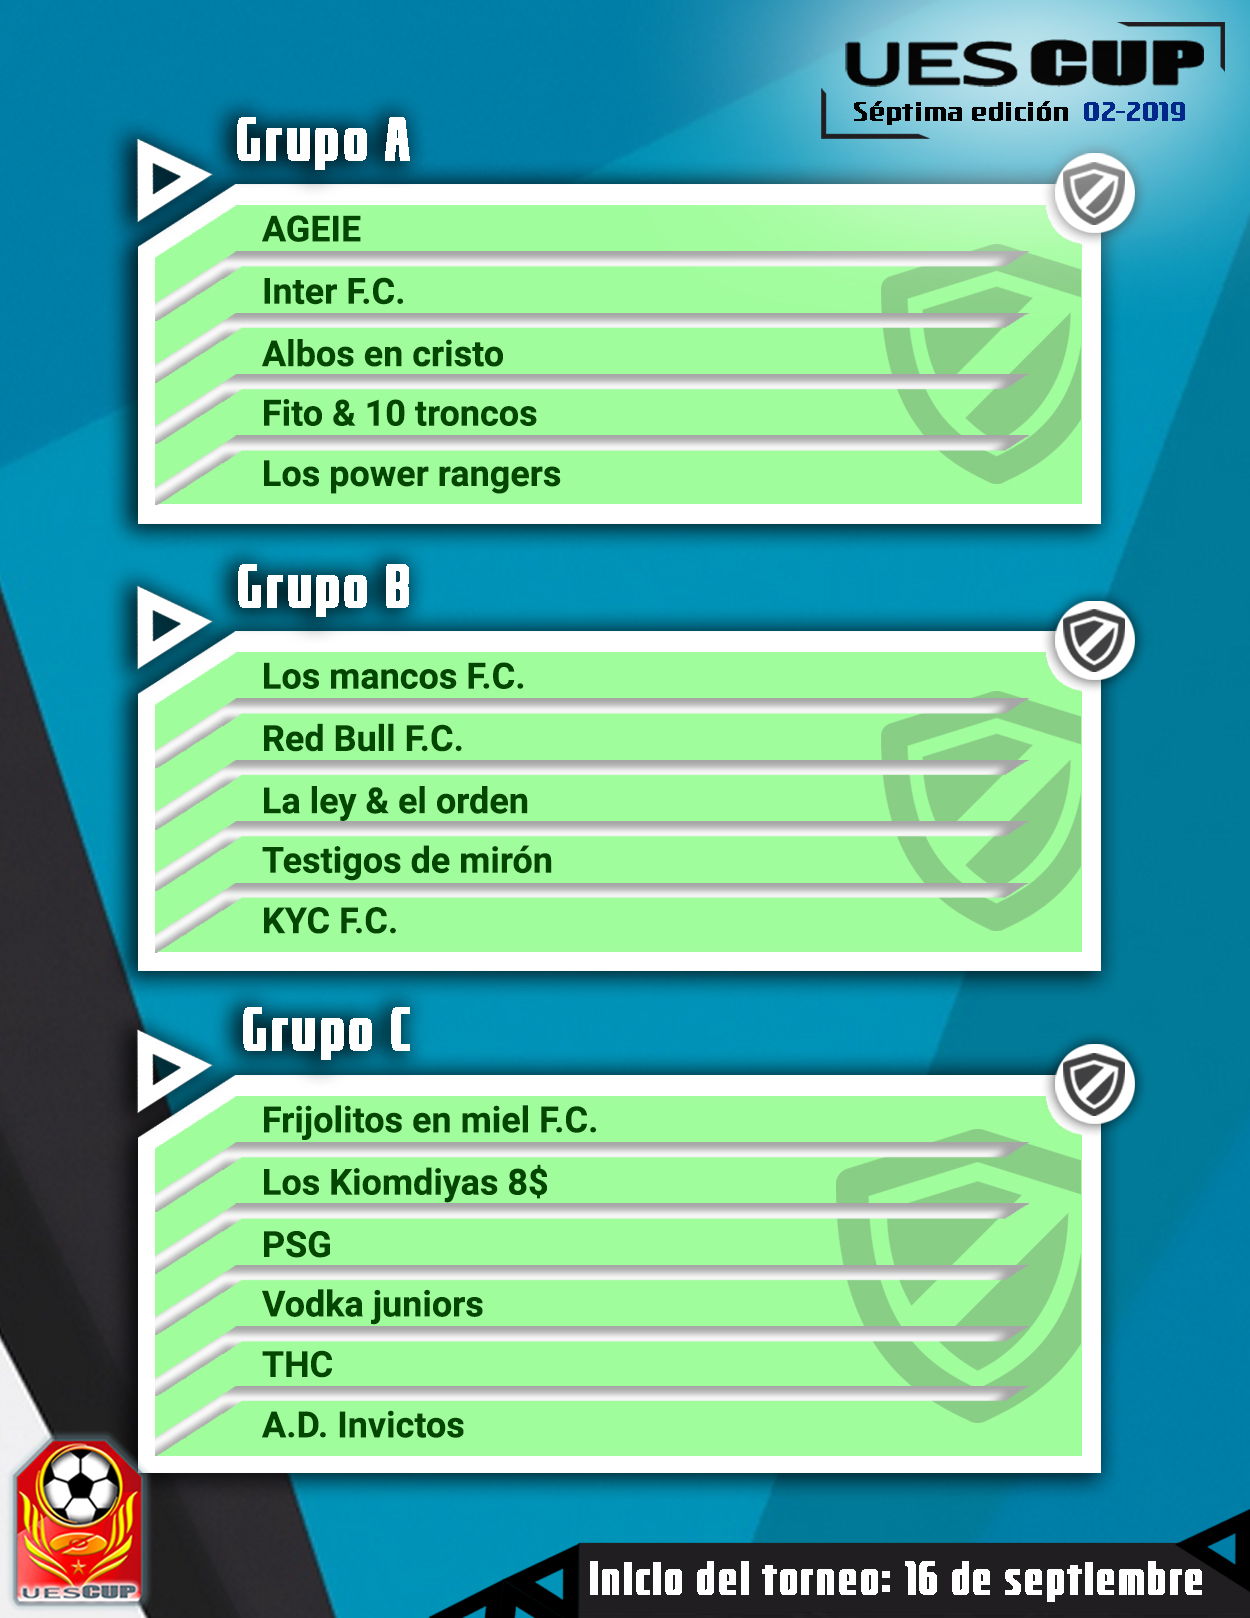 UES CUP
Séptima edición 02-2019
Grupo A
AGEIE
Inter F.C.
Albos en cristo
Fito & 10 troncos
Los power rangers
Grupo B
Los mancos F.C.
Red Bull F.C.
La ley & el orden
Testigos de mirón
KYC F.C.
Grupo C
Frijolitos en miel F.C.
Los Kiomdiyas 8$
PSG
Vodka juniors
THC
A.D. Invictos
UESCUP
Inicio del torneo: 16 de septiembre